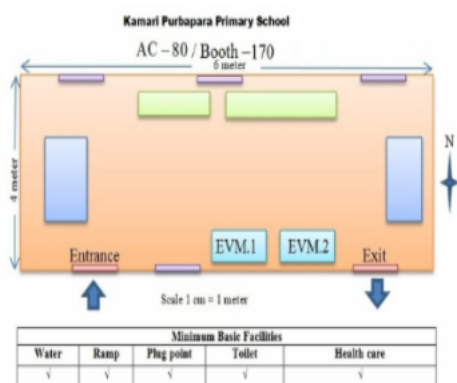 Kamari Purbapara Primary School
AC – 80 / Booth –170
6 meter
4 meter
N
EVM.1 EVM.2
Entrance Exit
Scale 1 cm = 1 meter
Minimum Basic Facilities
Water Ramp Plug point Toilet Health care
√ √ √ √ √